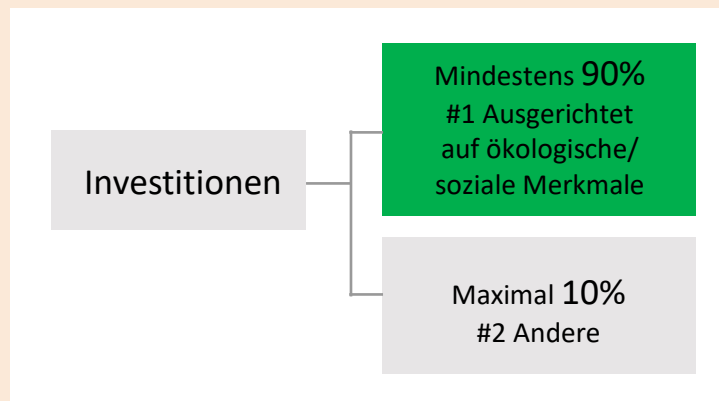 Mindestens 90%
#1 Ausgerichtet
auf ökologische/
soziale Merkmale
Investitionen
Maximal 10%
#2 Andere